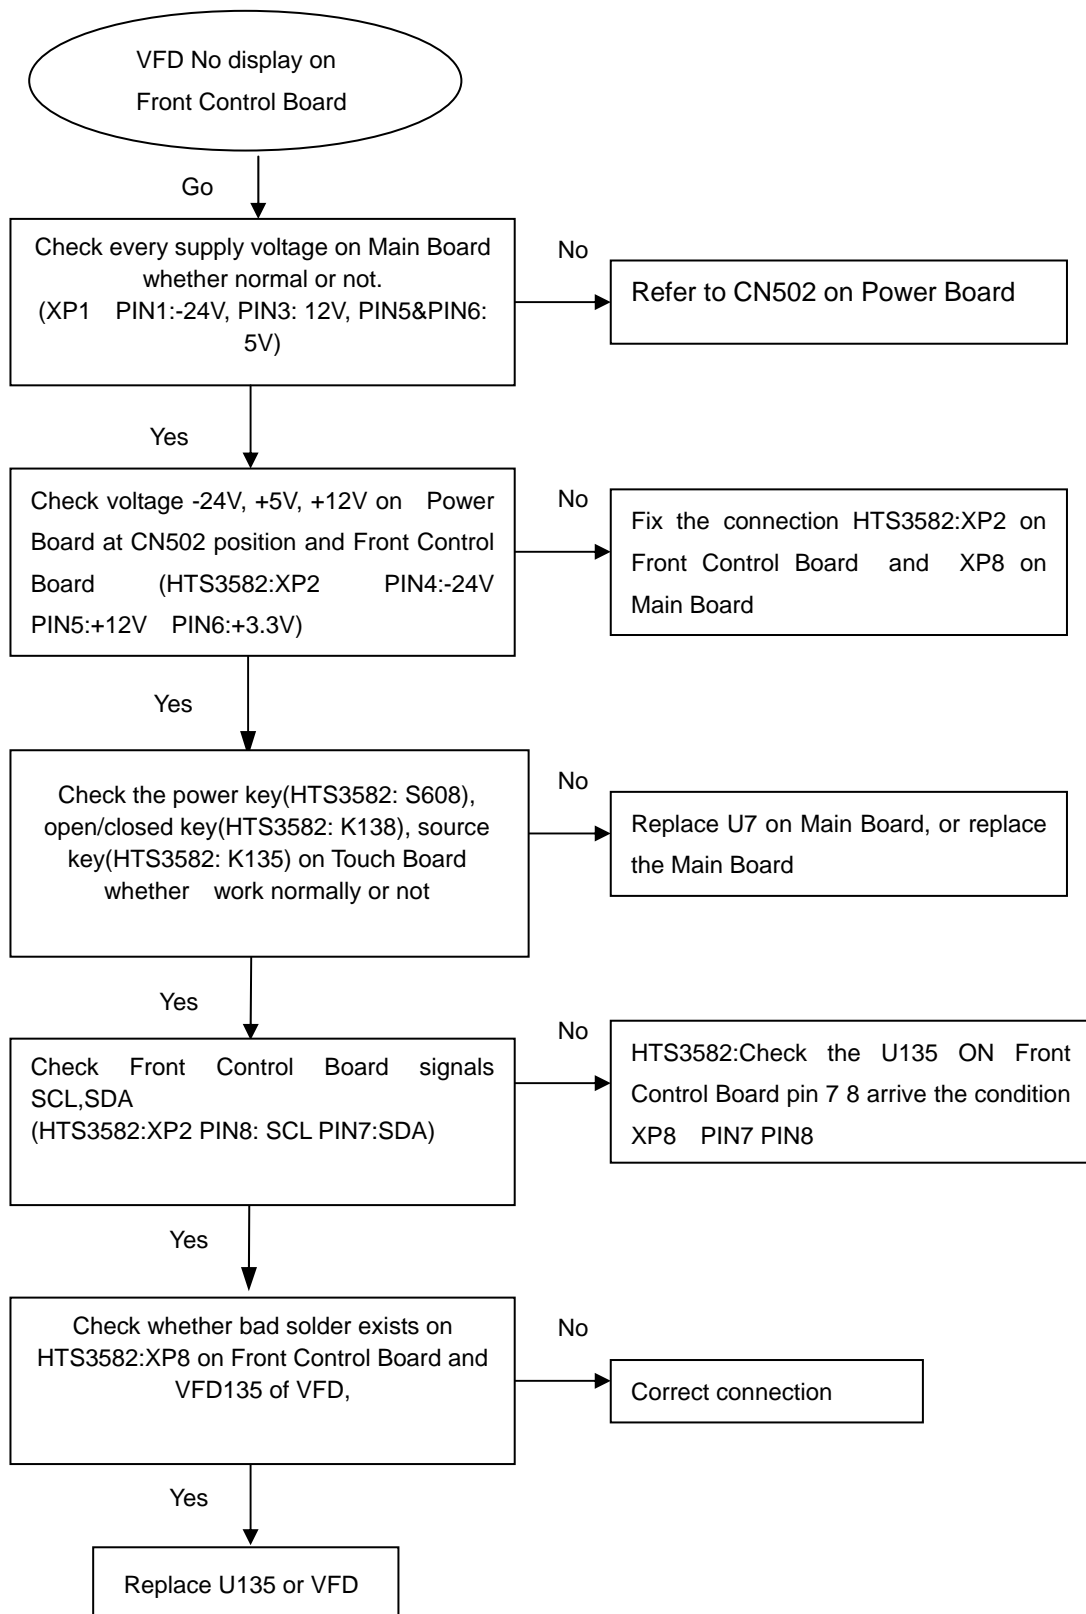 VFD No display on
Front Control Board
Go
Check every supply voltage on Main Board
whether normal or not.
(XP1 PIN1:-24V, PIN3: 12V, PIN5&PIN6:
5V)
No
Refer to CN502 on Power Board
Yes
Check voltage -24V, +5V, +12V on Power
Board at CN502 position and Front Control
Board (HTS3582:XP2 PIN4:-24V
PIN5:+12V PIN6:+3.3V)
No
Fix the connection HTS3582:XP2 on
Front Control Board and XP8 on
Main Board
Yes
Check the power key(HTS3582: S608),
open/closed key(HTS3582: K138), source
key(HTS3582: K135) on Touch Board
whether work normally or not
No
Replace U7 on Main Board, or replace
the Main Board
Yes
Check Front Control Board signals
SCL,SDA
(HTS3582:XP2 PIN8: SCL PIN7:SDA)
No
HTS3582:Check the U135 ON Front
Control Board pin 7 8 arrive the condition
XP8 PIN7 PIN8
Yes
Check whether bad solder exists on
HTS3582:XP8 on Front Control Board and
VFD135 of VFD,
No
Correct connection
Yes
Replace U135 or VFD